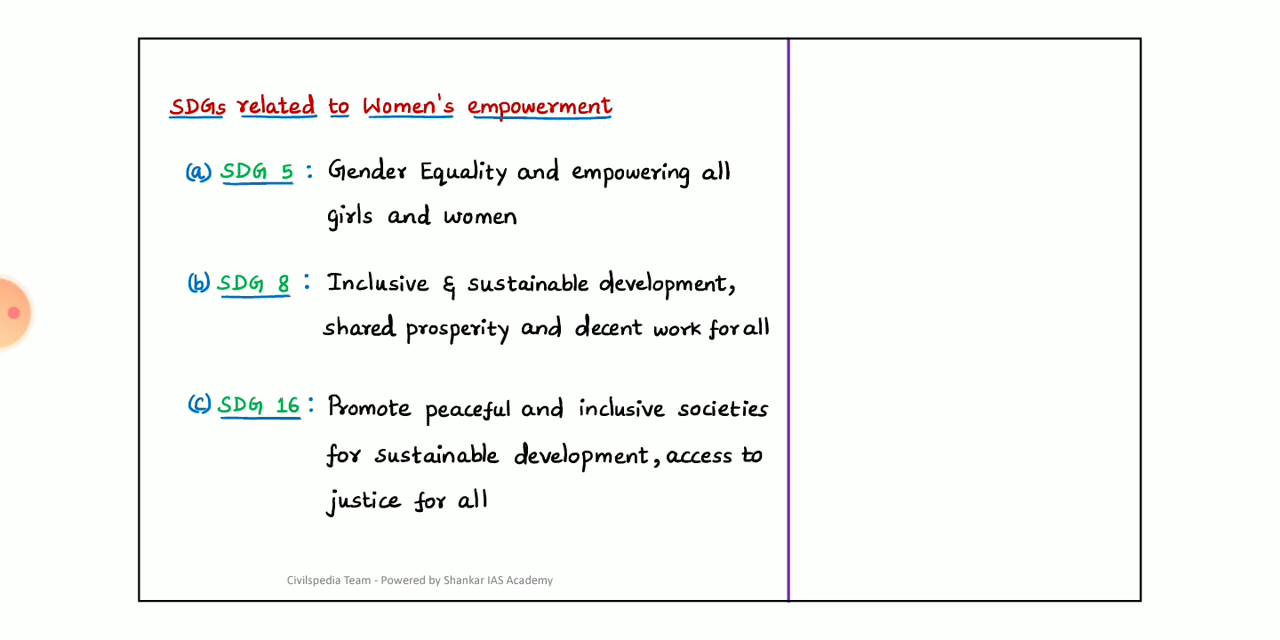 SDGs related to Women's empowerment
(a) SDG 5 : Gender Equality and empowering all
girls and women
(b) SDG 8 : Inclusive & sustainable development,
shared prosperity and decent work for all
(c) SDG 16 : Promote peaceful and inclusive societies
for sustainable development, access to
justice for all
Civilspedia Team - Powered by Shankar IAS Academy